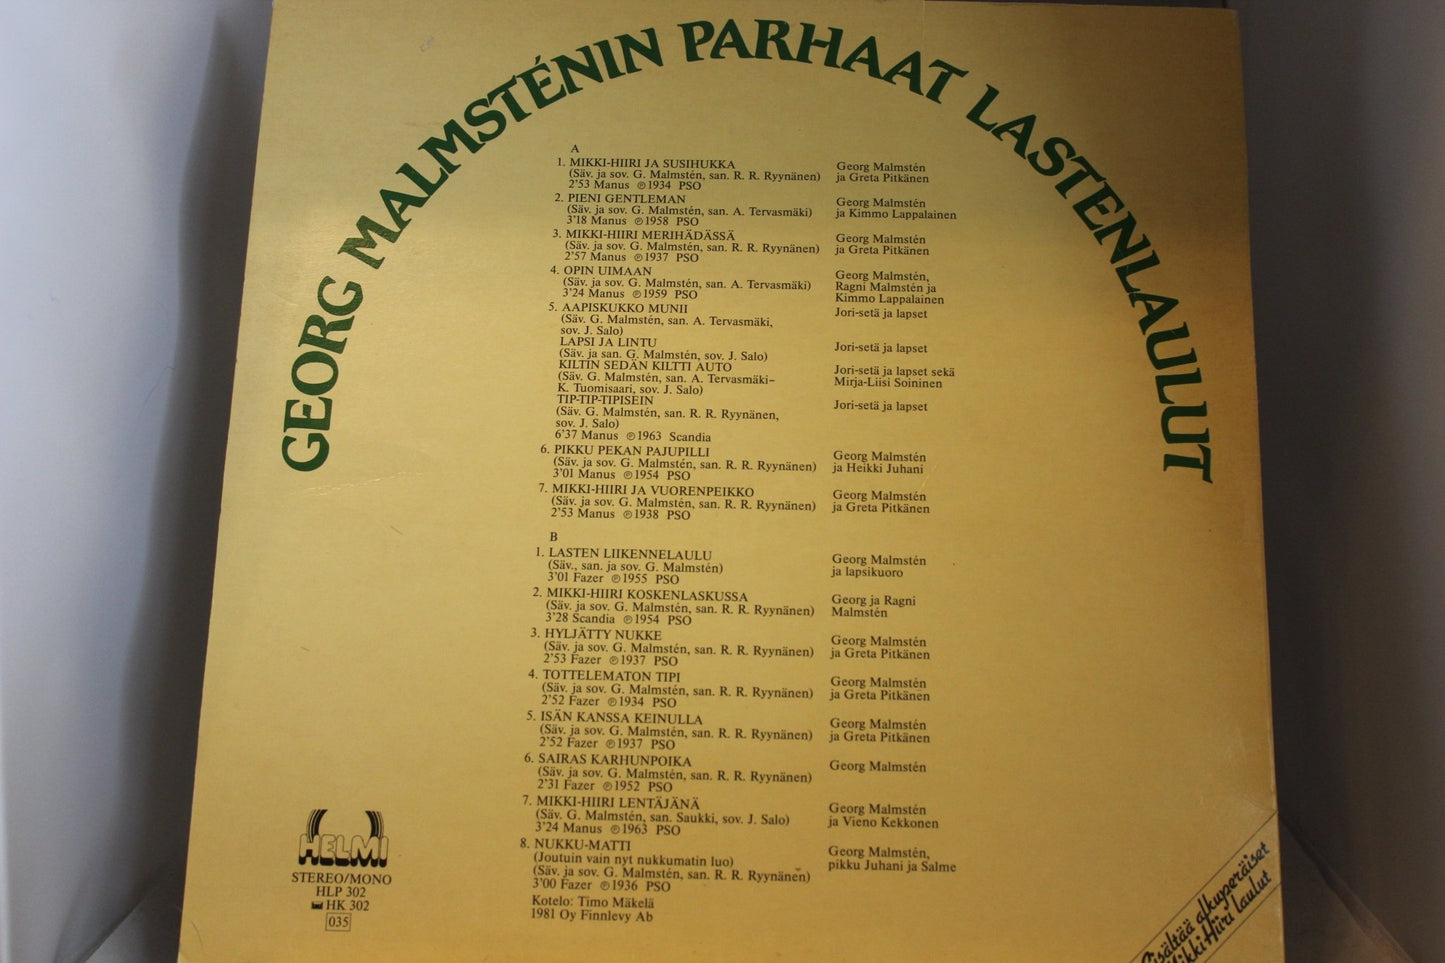 GEORG MALMSTÉNIN PARHAAT LASTENLAULUT
A
1. MIKKI-HIIRI JA SUSIHUKKA
(Säv. ja sov. G. Malmstén, san. R. R. Ryynänen)
2'53 Manus ℗1934 PSO
Georg Malmstén
ja Greta Pitkänen
2. PIENI GENTLEMAN
(Säv. ja sov. G. Malmstén, san. A. Tervasmäki)
3'18 Manus ℗1958 PSO
Georg Malmstén
ja Kimmo Lappalainen
3. MIKKI-HIIRI MERIHÄDÄSSÄ
(Säv. ja sov. G. Malmstén, san. R. R. Ryynänen)
2'57 Manus ℗1937 PSO
Georg Malmstén
ja Greta Pitkänen
4. OPIN UIMAAN
(Säv. ja sov. G. Malmstén, san. A. Tervasmäki)
3'24 Manus ℗1959 PSO
Georg Malmstén,
Ragni Malmstén ja
Kimmo Lappalainen
5. AAPISKUKKO MUNII
(Säv. G. Malmstén, san. A. Tervasmäki,
sov. J. Salo)
Jori-setä ja lapset
LAPSI JA LINTU
(Säv. ja san. G. Malmstén, sov. J. Salo)
Jori-setä ja lapset
KILTIN SEDÄN KILTTI AUTO
(Säv. G. Malmstén, san. A. Tervasmäki–
K. Tuomisaari, sov. J. Salo)
Jori-setä ja lapset sekä
Mirja-Liisi Soininen
TIP-TIP-TIPISEIN
(Säv. G. Malmstén, san. R. R. Ryynänen,
sov. J. Salo)
6'37 Manus ℗1963 Scandia
Jori-setä ja lapset
6. PIKKU PEKAN PAJUPILLI
(Säv. ja sov. G. Malmstén, san. R. R. Ryynänen)
3'01 Manus ℗1954 PSO
Georg Malmstén
ja Heikki Juhani
7. MIKKI-HIIRI JA VUORENPEIKKO
(Säv. ja sov. G. Malmstén, san. R. R. Ryynänen)
2'53 Manus ℗1938 PSO
Georg Malmstén
ja Greta Pitkänen
B
1. LASTEN LIIKENNELAULU
(Säv., san. ja sov. G. Malmstén)
3'01 Fazer ℗1955 PSO
Georg Malmstén
ja lapsikuoro
2. MIKKI-HIIRI KOSKENLASKUSSA
(Säv. ja sov. G. Malmstén, san. R. R. Ryynänen)
3'28 Scandia ℗1954 PSO
Georg ja Ragni
Malmstén
3. HYLJÄTTY NUKKE
(Säv. ja sov. G. Malmstén, san. R. R. Ryynänen)
2'53 Fazer ℗1937 PSO
Georg Malmstén
ja Greta Pitkänen
4. TOTTELEMATON TIPI
(Säv. ja sov. G. Malmstén, san. R. R. Ryynänen)
2'52 Fazer ℗1934 PSO
Georg Malmstén
ja Greta Pitkänen
5. ISÄN KANSSA KEINULLA
(Säv. ja sov. G. Malmstén, san. R. R. Ryynänen)
2'52 Fazer ℗1937 PSO
Georg Malmstén
ja Greta Pitkänen
6. SAIRAS KARHUNPOIKA
(Säv. ja sov. G. Malmstén, san. R. R. Ryynänen)
2'31 Fazer ℗1952 PSO
Georg Malmstén
7. MIKKI-HIIRI LENTÄJÄNÄ
(Säv. G. Malmstén, san. Saukki, sov. J. Salo)
3'24 Manus ℗1963 PSO
Georg Malmstén
ja Vieno Kekkonen
8. NUKKU-MATTI
(Joutuin vain nyt nukkumatin luo)
(Säv. ja sov. G. Malmstén, san. R. R. Ryynänen)
3'00 Fazer ℗1936 PSO
Georg Malmstén,
pikku Juhani ja Salme
Kotelo: Timo Mäkelä
1981 Oy Finnlevy Ab
HELMI
STEREO/MONO
HLP 302
HK 302
035
Sisältää alkuperäiset
Mikki Hiiri laulut